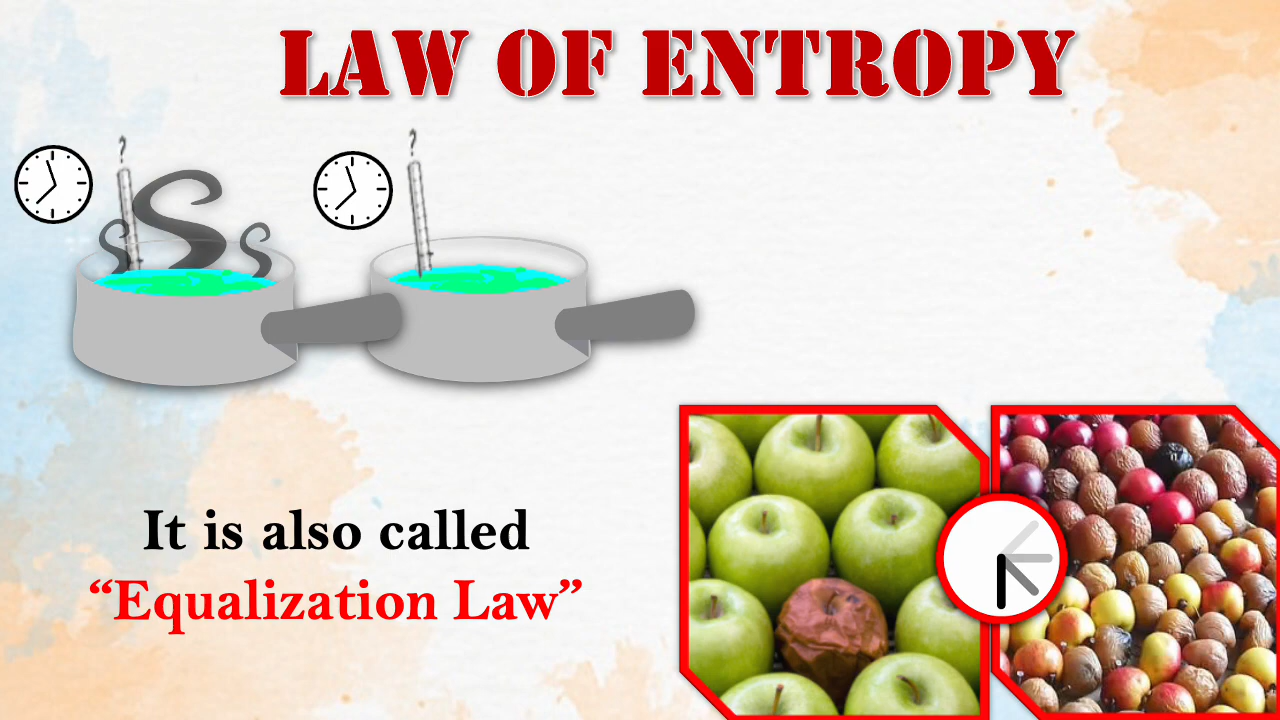 LAW OF ENTROPY
?
?
It is also called
“Equalization Law”